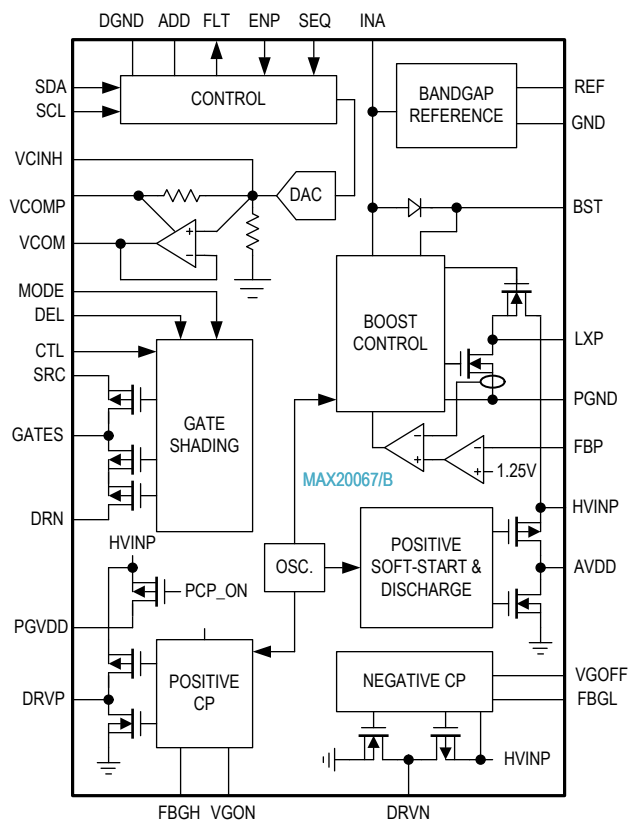 DGND ADD FLT ENP SEQ INA
SDA
SCL
CONTROL
BANDGAP
REFERENCE
REF
GND
VCINH
VCOMP
VCOM
DAC
+
−
BST
MODE
DEL
CTL
SRC
GATES
DRN
GATE
SHADING
BOOST
CONTROL
LXP
PGND
FBP
−
+
−
+
1.25V
MAX20067/B
HVINP
AVDD
POSITIVE
SOFT-START &
DISCHARGE
OSC.
HVINP
PCP_ON
PGVDD
DRVP
POSITIVE
CP
NEGATIVE CP
VGOFF
FBGL
HVINP
FBGH VGON DRVN